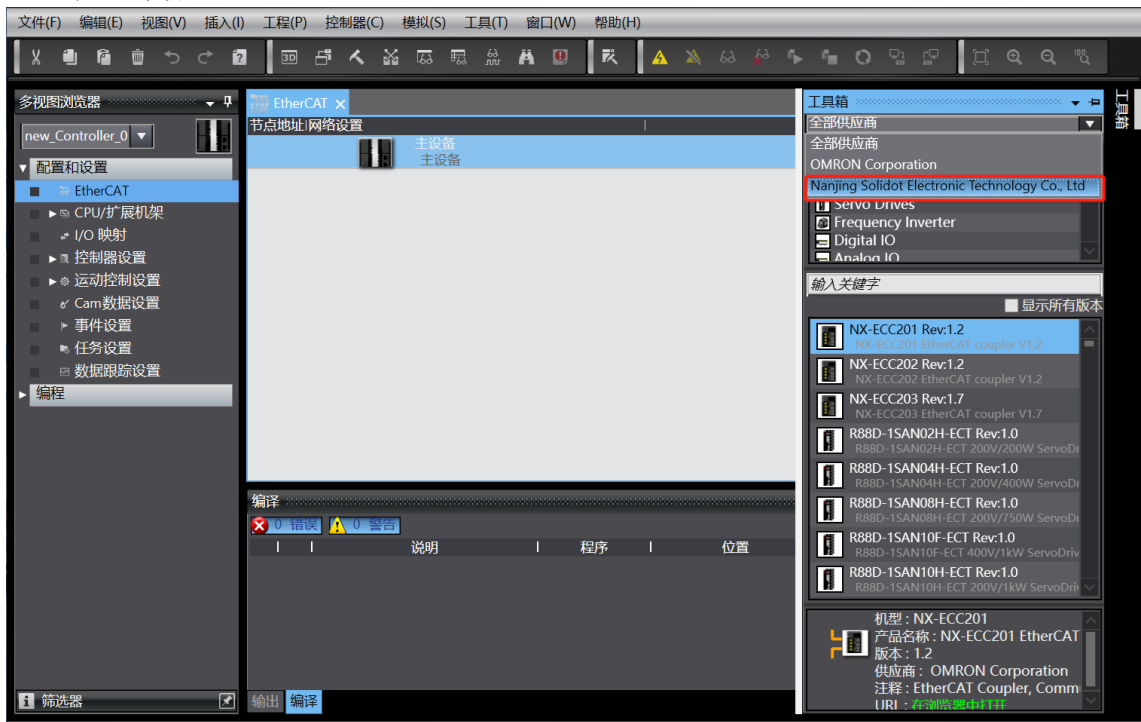 文件(F) 编辑(E) 视图(V) 插入(I) 工程(P) 控制器(C) 模拟(S) 工具(T) 窗口(W) 帮助(H)
多视图浏览器
new_Controller_0
配置和设置
EtherCAT
CPU/扩展机架
I/O 映射
控制器设置
运动控制设置
Cam数据设置
事件设置
任务设置
数据跟踪设置
编程
筛选器
EtherCAT
节点地址 网络设置
主设备
主设备
编译
0 错误 0 警告
说明 程序 位置
输出 编译
工具箱
全部供应商
全部供应商
OMRON Corporation
Nanjing Solidot Electronic Technology Co., Ltd
Servo Drives
Frequency Inverter
Digital IO
Analog IO
输入关键字
显示所有版本
NX-ECC201 Rev:1.2
NX-ECC201 EtherCAT coupler V1.2
NX-ECC202 Rev:1.2
NX-ECC202 EtherCAT coupler V1.2
NX-ECC203 Rev:1.7
NX-ECC203 EtherCAT coupler V1.7
R88D-1SAN02H-ECT Rev:1.0
R88D-1SAN02H-ECT 200V/200W ServoDr
R88D-1SAN04H-ECT Rev:1.0
R88D-1SAN04H-ECT 200V/400W ServoDr
R88D-1SAN08H-ECT Rev:1.0
R88D-1SAN08H-ECT 200V/750W ServoDr
R88D-1SAN10F-ECT Rev:1.0
R88D-1SAN10F-ECT 400V/1kW ServoDriv
R88D-1SAN10H-ECT Rev:1.0
R88D-1SAN10H-ECT 200V/1kW ServoDriv
机型 : NX-ECC201
产品名称 : NX-ECC201 EtherCAT
版本 : 1.2
供应商 : OMRON Corporation
注释 : EtherCAT Coupler, Comm
URL : 在浏览器中打开
工具箱